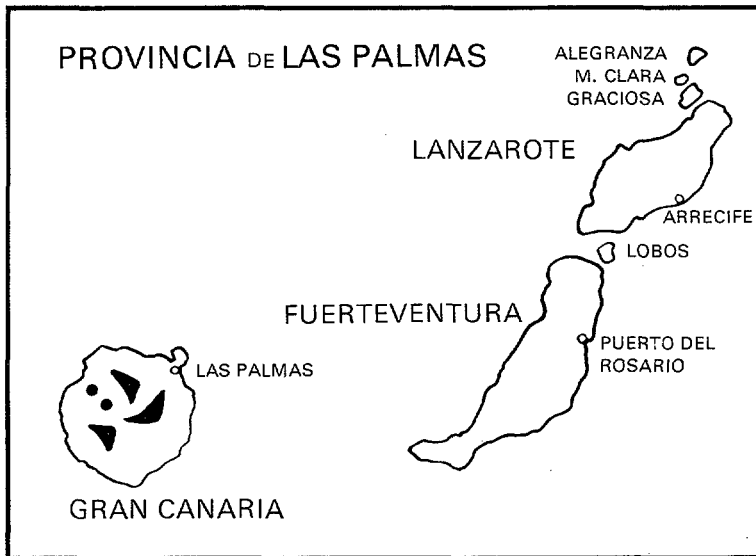 PROVINCIA DE LAS PALMAS
ALEGRANZA
M. CLARA
GRACIOSA
LANZAROTE
ARRECIFE
LOBOS
FUERTEVENTURA
PUERTO DEL
ROSARIO
LAS PALMAS
GRAN CANARIA